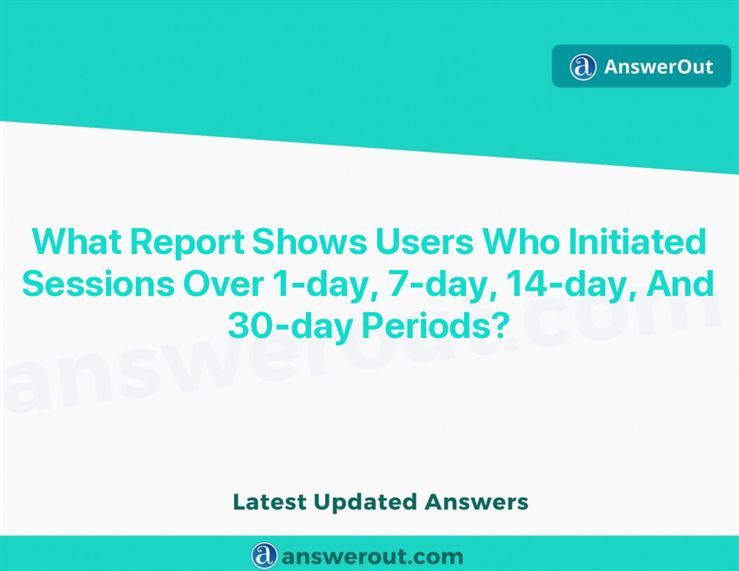 AnswerOut
What Report Shows Users Who Initiated
Sessions Over 1-day, 7-day, 14-day, And
30-day Periods?
answerout.com
Latest Updated Answers
answerout.com